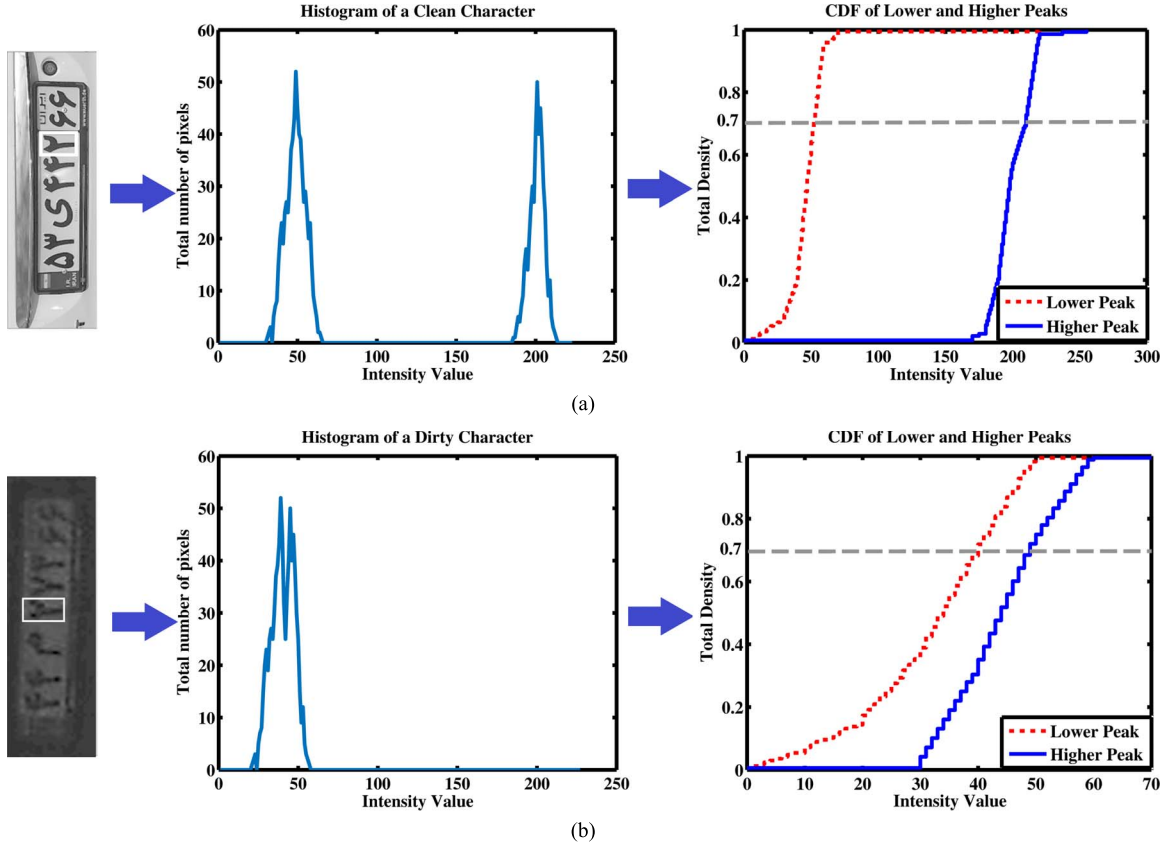 Histogram of a Clean Character
Total number of pixels
60
50
40
30
20
10
0
0 50 100 150 200 250
Intensity Value
CDF of Lower and Higher Peaks
Total Density
1
0.8
0.7
0.6
0.4
0.2
0
0 50 100 150 200 250 300
Intensity Value
Lower Peak
Higher Peak
۵۳ی۴۴۲
۶۶
ایران
I.R.
IRAN
(a)
Histogram of a Dirty Character
Total number of pixels
60
50
40
30
20
10
0
0 50 100 150 200 250
Intensity Value
CDF of Lower and Higher Peaks
Total Density
1
0.8
0.7
0.6
0.4
0.2
0
0 10 20 30 40 50 60 70
Intensity Value
Lower Peak
Higher Peak
(b)